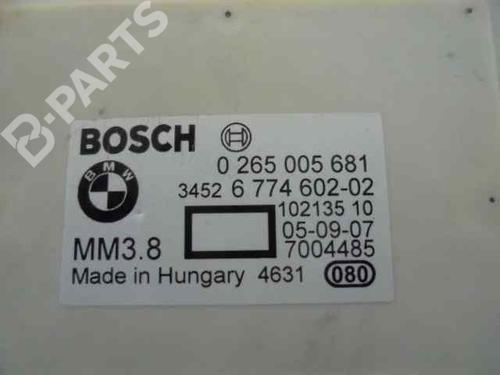 B-PARTS
BOSCH
BMW
0 265 005 681
3452 6 774 602-02
102135 10
05-09-07
MM3.8 7004485
Made in Hungary 4631 080